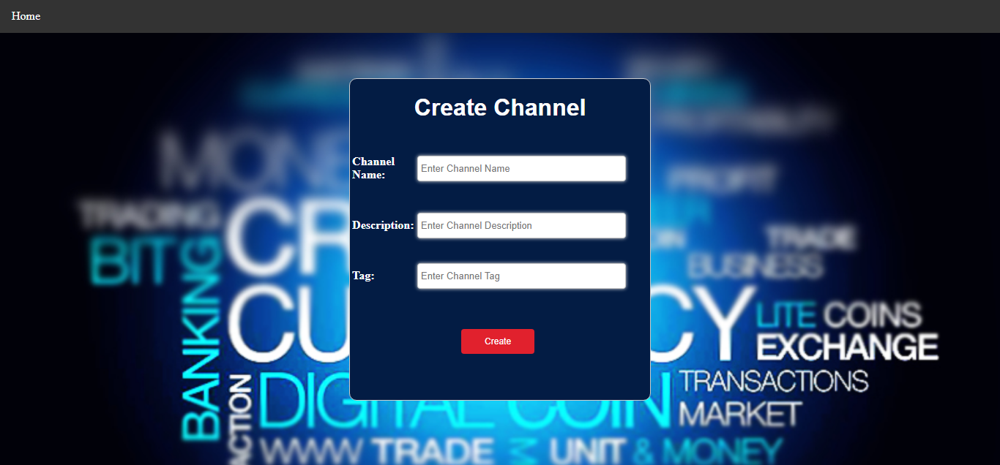 Home
Create Channel
Channel
Name:
Enter Channel Name
Description:
Enter Channel Description
Tag:
Enter Channel Tag
Create
MONE
PROFITABILITY
PROFIT
TRADING
BIT
BANKING
CR
CU
CY
TRADE
BUSINESS
LITE COINS
EXCHANGE
TRANSACTIONS
MARKET
ACTION
DIGITAL COIN
WWW TRADE
UNIT & MONEY